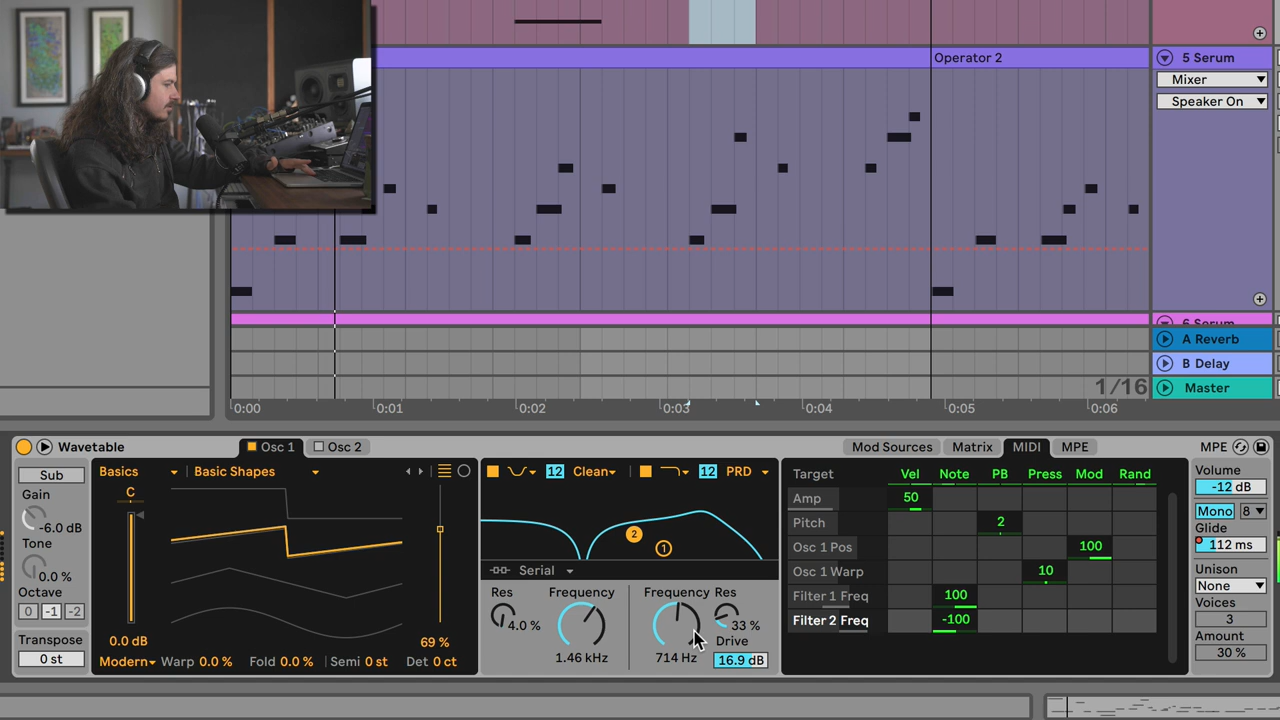 Operator 2
5 Serum
Mixer
Speaker On
A Reverb
B Delay
1/16
Master
0:00 0:01 0:02 0:03 0:04 0:05 0:06
Wavetable
Osc 1 Osc 2
Mod Sources Matrix MIDI MPE
MPE
Sub
Basics Basic Shapes
12 Clean 12 PRD
Target Vel Note PB Press Mod Rand
Volume
-12 dB
Gain
-6.0 dB
C
Amp 50
Mono 8
Pitch 2
Glide
112 ms
Tone
0.0 %
2
1
Osc 1 Pos 100
Osc 1 Warp 10
Unison
None
Serial
Octave
0 -1 -2
Res Frequency Frequency Res
Filter 1 Freq 100
Voices
3
4.0 % 33 %
Filter 2 Freq -100
Transpose
0 st
0.0 dB 69 %
Drive
Amount
30 %
Modern Warp 0.0 % Fold 0.0 % Semi 0 st Det 0 ct
1.46 kHz 714 Hz 16.9 dB